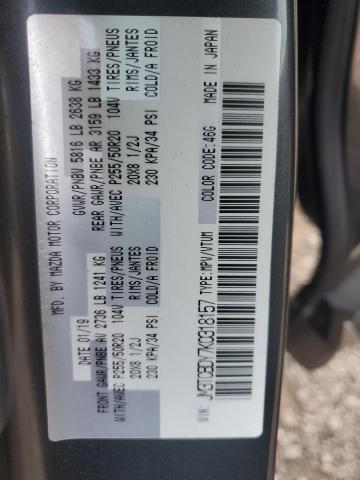 MFD. BY MAZDA MOTOR CORPORATION
GVWR/PNBV 5816 LB 2638 KG
DATE 01/19
FRONT GAWR/PNBE AV 2736 LB 1241 KG
WITH/AVEC P255/50R20 104V TIRES/PNEUS
20X8 1/2J RIMS/JANTES
230 KPA/34 PSI COLD/A FROID
REAR GAWR/PNBE AR 3159 LB 1433 KG
WITH/AVEC P255/50R20 104V TIRES/PNEUS
20X8 1/2J RIMS/JANTES
230 KPA/34 PSI COLD/A FROID
VIN: JM3TCBDY7K0318157 TYPE:MPV/VTUM
COLOR CODE:46G MADE IN JAPAN